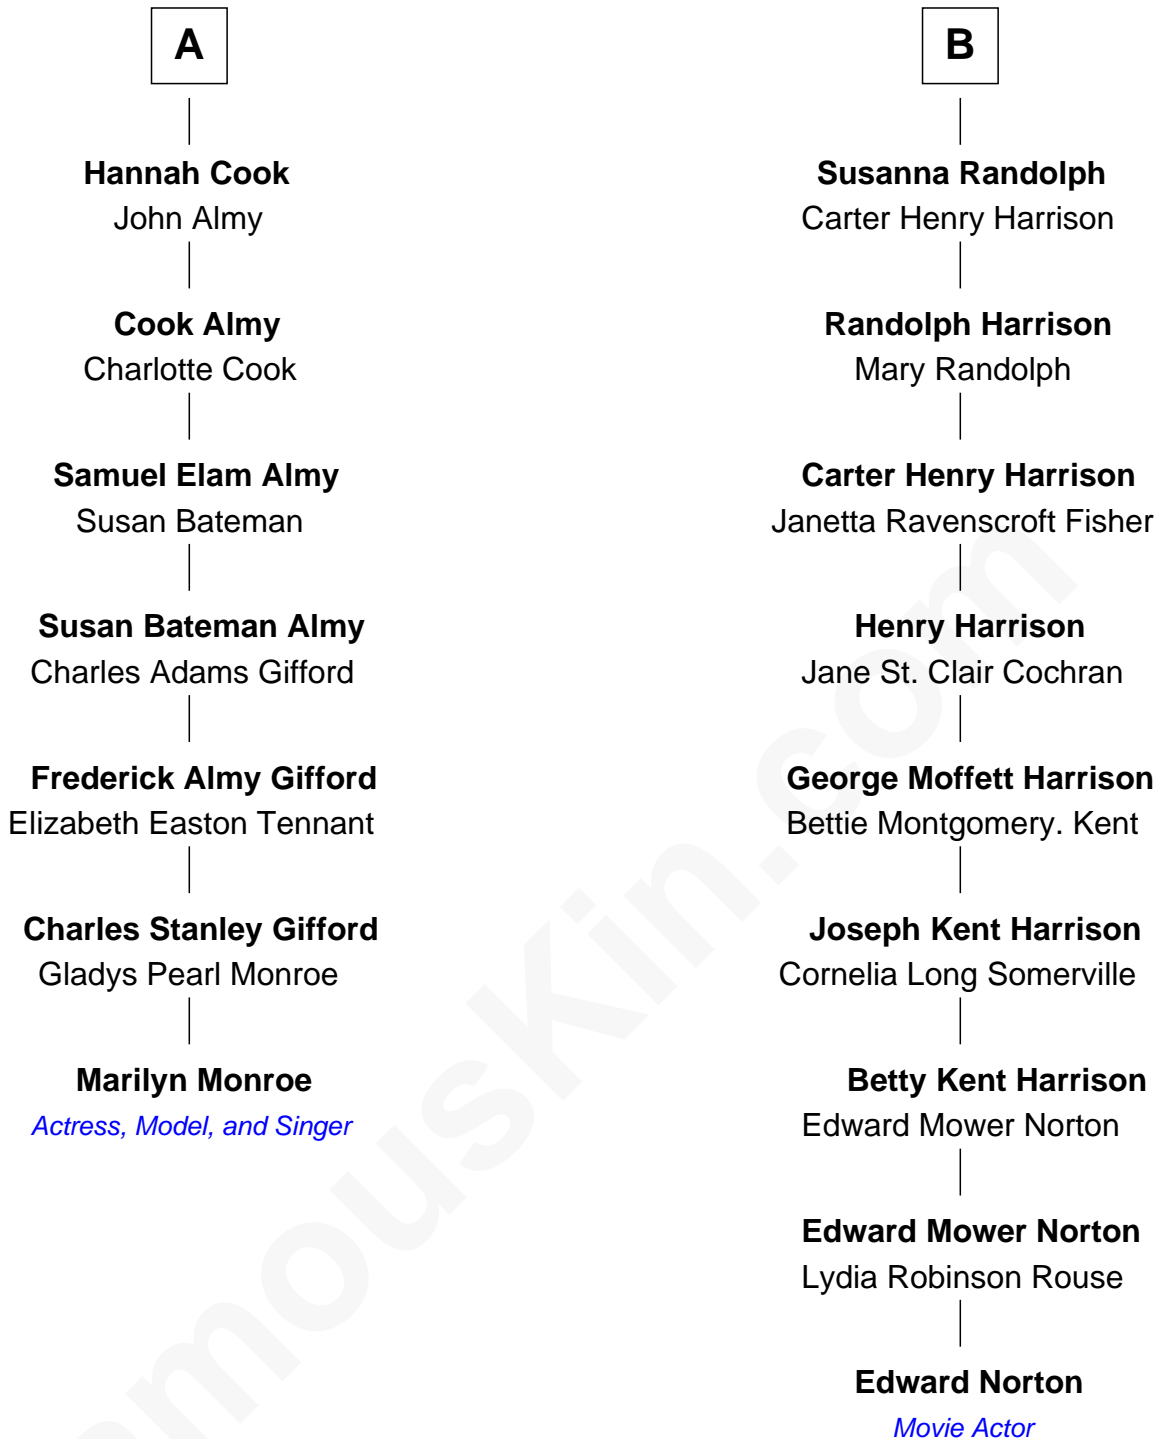 A
Hannah Cook
John Almy
Cook Almy
Charlotte Cook
Samuel Elam Almy
Susan Bateman
Susan Bateman Almy
Charles Adams Gifford
Frederick Almy Gifford
Elizabeth Easton Tennant
Charles Stanley Gifford
Gladys Pearl Monroe
Marilyn Monroe
Actress, Model, and Singer
B
Susanna Randolph
Carter Henry Harrison
Randolph Harrison
Mary Randolph
Carter Henry Harrison
Janetta Ravenscroft Fisher
Henry Harrison
Jane St. Clair Cochran
George Moffett Harrison
Bettie Montgomery. Kent
Joseph Kent Harrison
Cornelia Long Somerville
Betty Kent Harrison
Edward Mower Norton
Edward Mower Norton
Lydia Robinson Rouse
Edward Norton
Movie Actor
amousKin.com